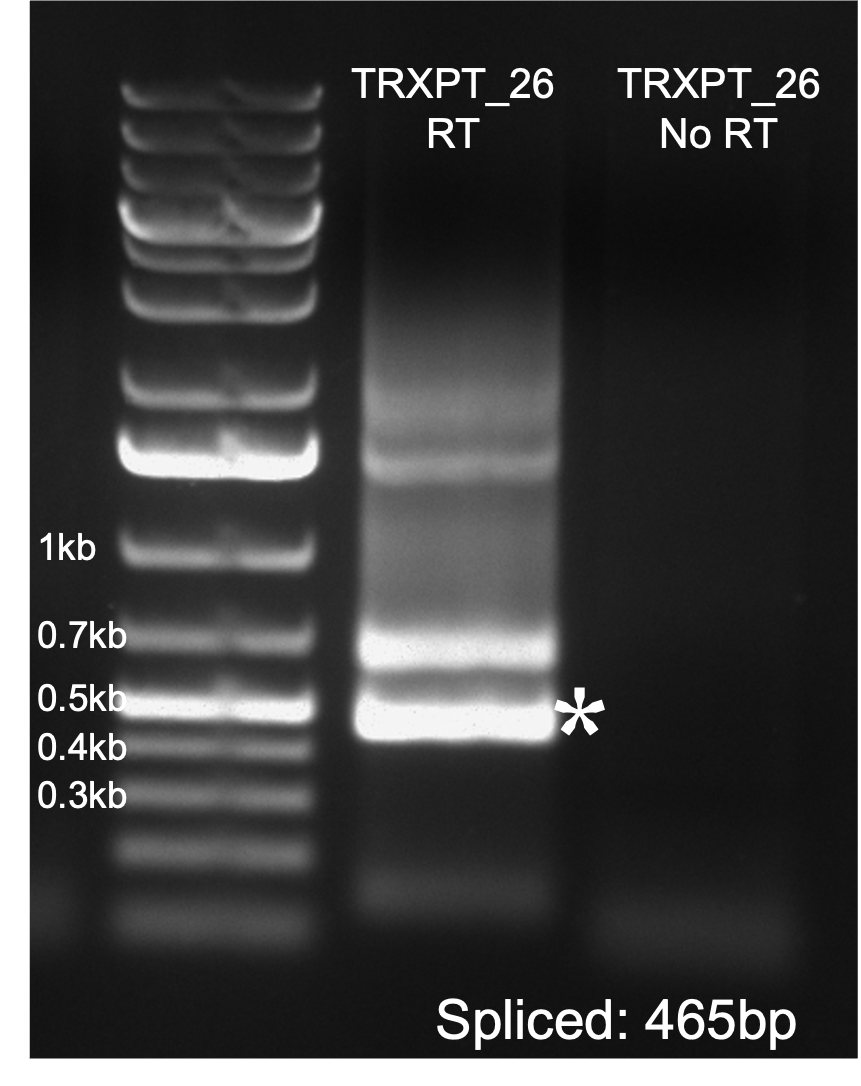 TRXPT_26
RT
TRXPT_26
No RT
1kb
0.7kb
0.5kb
*
0.4kb
0.3kb
Spliced: 465bp